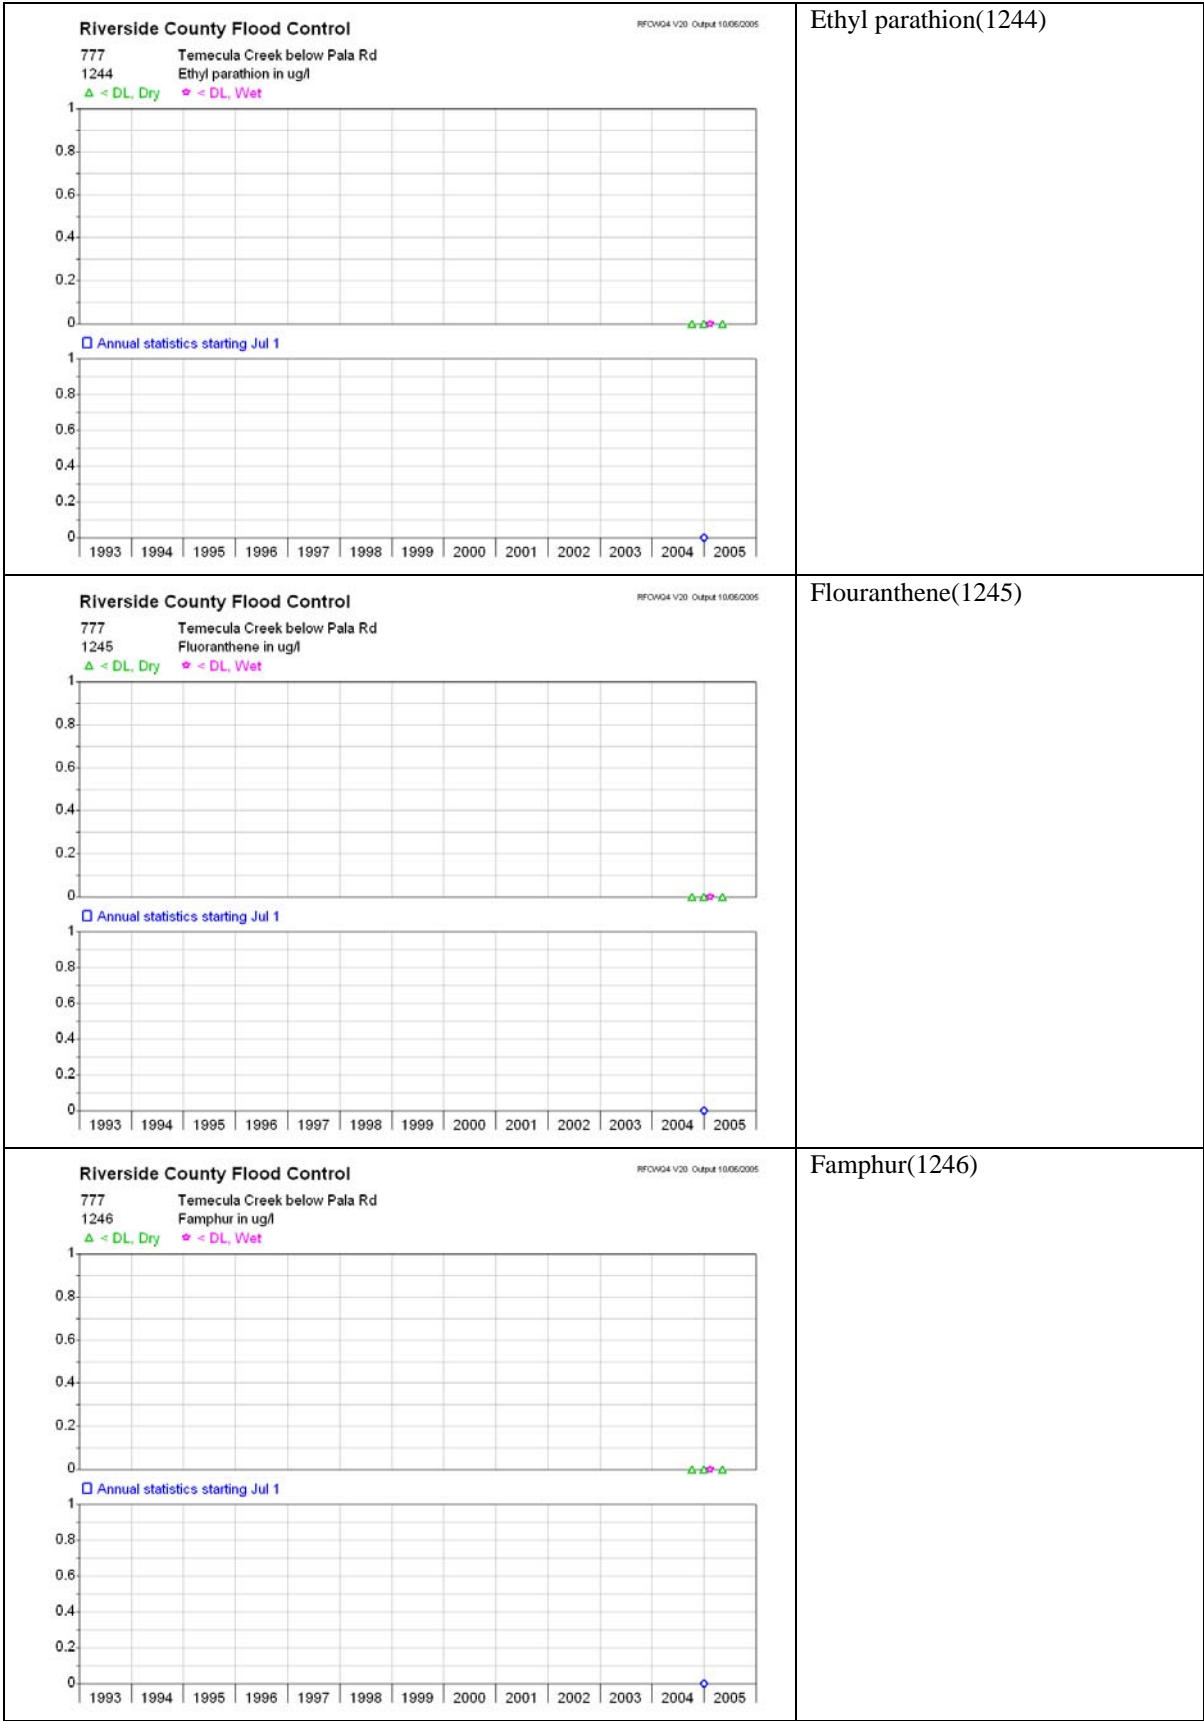 Riverside County Flood Control
RFCWQ4 V20 Output 10/06/2005
777 Temecula Creek below Pala Rd
1244 Ethyl parathion in ug/l
< DL, Dry < DL, Wet
1
0.8
0.6
0.4
0.2
0
Annual statistics starting Jul 1
1
0.8
0.6
0.4
0.2
0
1993 1994 1995 1996 1997 1998 1999 2000 2001 2002 2003 2004 2005
Ethyl parathion(1244)
Riverside County Flood Control
RFCWQ4 V20 Output 10/06/2005
777 Temecula Creek below Pala Rd
1245 Fluoranthene in ug/l
< DL, Dry < DL, Wet
1
0.8
0.6
0.4
0.2
0
Annual statistics starting Jul 1
1
0.8
0.6
0.4
0.2
0
1993 1994 1995 1996 1997 1998 1999 2000 2001 2002 2003 2004 2005
Flouranthene(1245)
Riverside County Flood Control
RFCWQ4 V20 Output 10/06/2005
777 Temecula Creek below Pala Rd
1246 Famphur in ug/l
< DL, Dry < DL, Wet
1
0.8
0.6
0.4
0.2
0
Annual statistics starting Jul 1
1
0.8
0.6
0.4
0.2
0
1993 1994 1995 1996 1997 1998 1999 2000 2001 2002 2003 2004 2005
Famphur(1246)